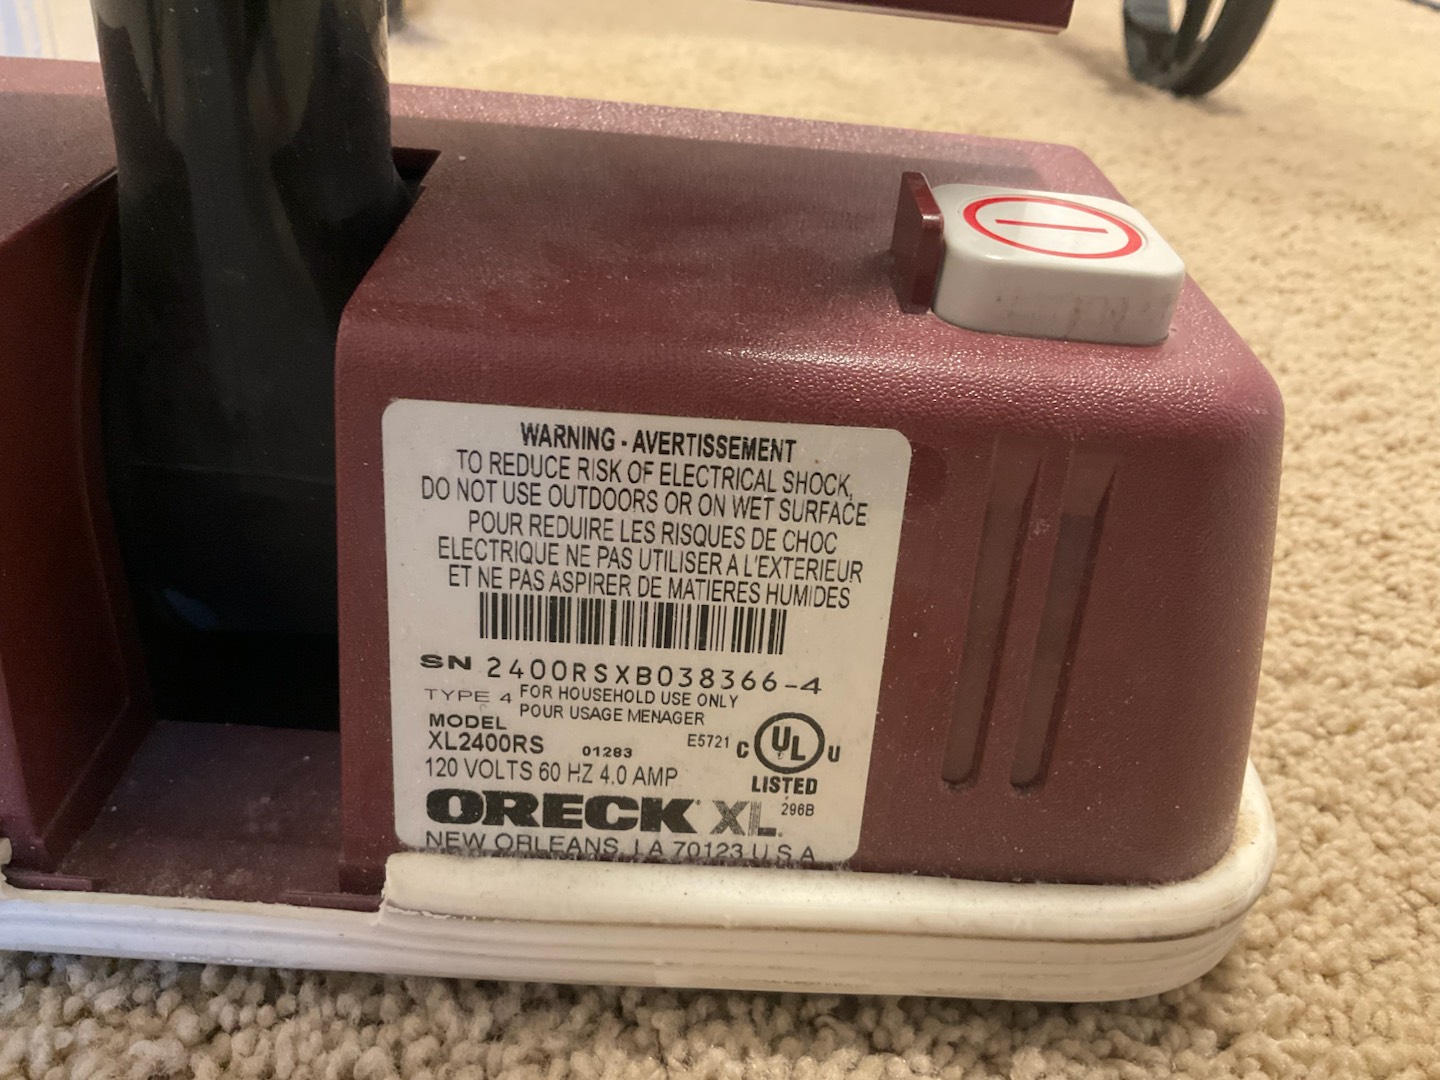 WARNING - AVERTISSEMENT
TO REDUCE RISK OF ELECTRICAL SHOCK,
DO NOT USE OUTDOORS OR ON WET SURFACE
POUR REDUIRE LES RISQUES DE CHOC
ELECTRIQUE NE PAS UTILISER A L'EXTERIEUR
ET NE PAS ASPIRER DE MATIERES HUMIDES
SN 2400RSXB038366-4
TYPE 4 FOR HOUSEHOLD USE ONLY
POUR USAGE MENAGER
MODEL
XL2400RS 01283 E5721 C UL U
120 VOLTS 60 HZ 4.0 AMP LISTED
ORECK XL 296B
NEW ORLEANS, LA 70123 U.S.A